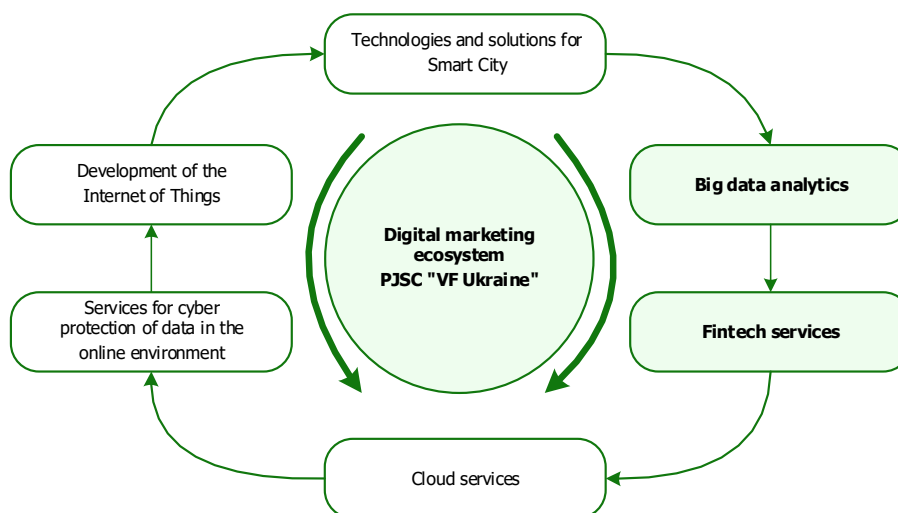 Technologies and solutions for
Smart City
Development of the
Internet of Things
Big data analytics
Digital marketing
ecosystem
PJSC "VF Ukraine"
Services for cyber
protection of data in the
online environment
Fintech services
Cloud services